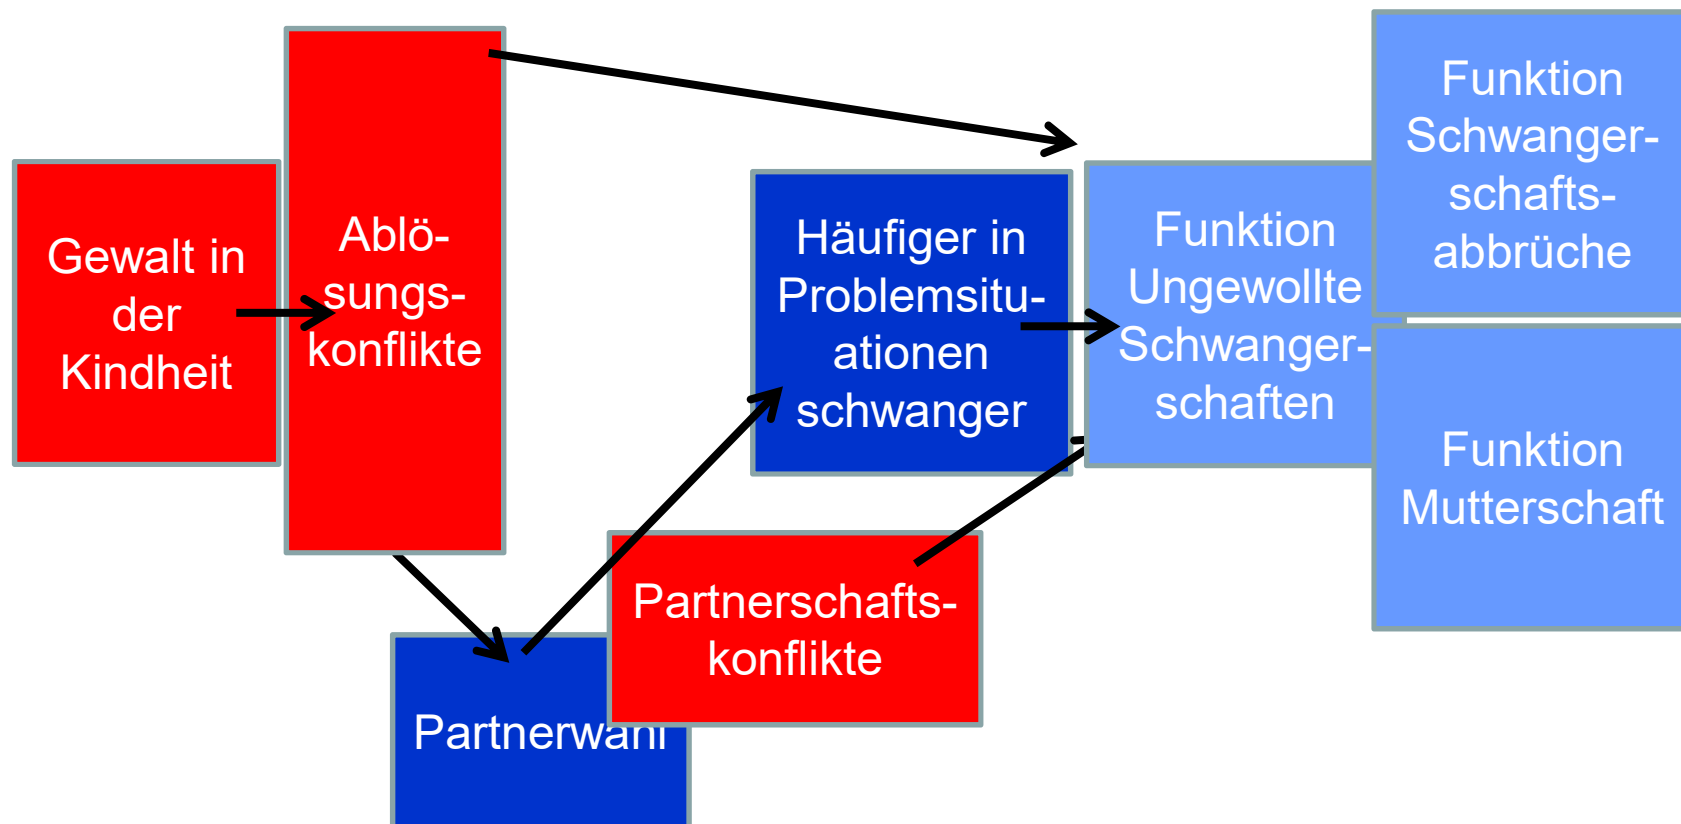 Gewalt in
der
Kindheit
Ablö-
sungs-
konflikte
Häufiger in
Problemsitu-
ationen
schwanger
Funktion
Ungewollte
Schwanger-
schaften
Funktion
Schwanger-
schafts-
abbrüche
Funktion
Mutterschaft
Partnerschafts-
konflikte
Partnerwahl